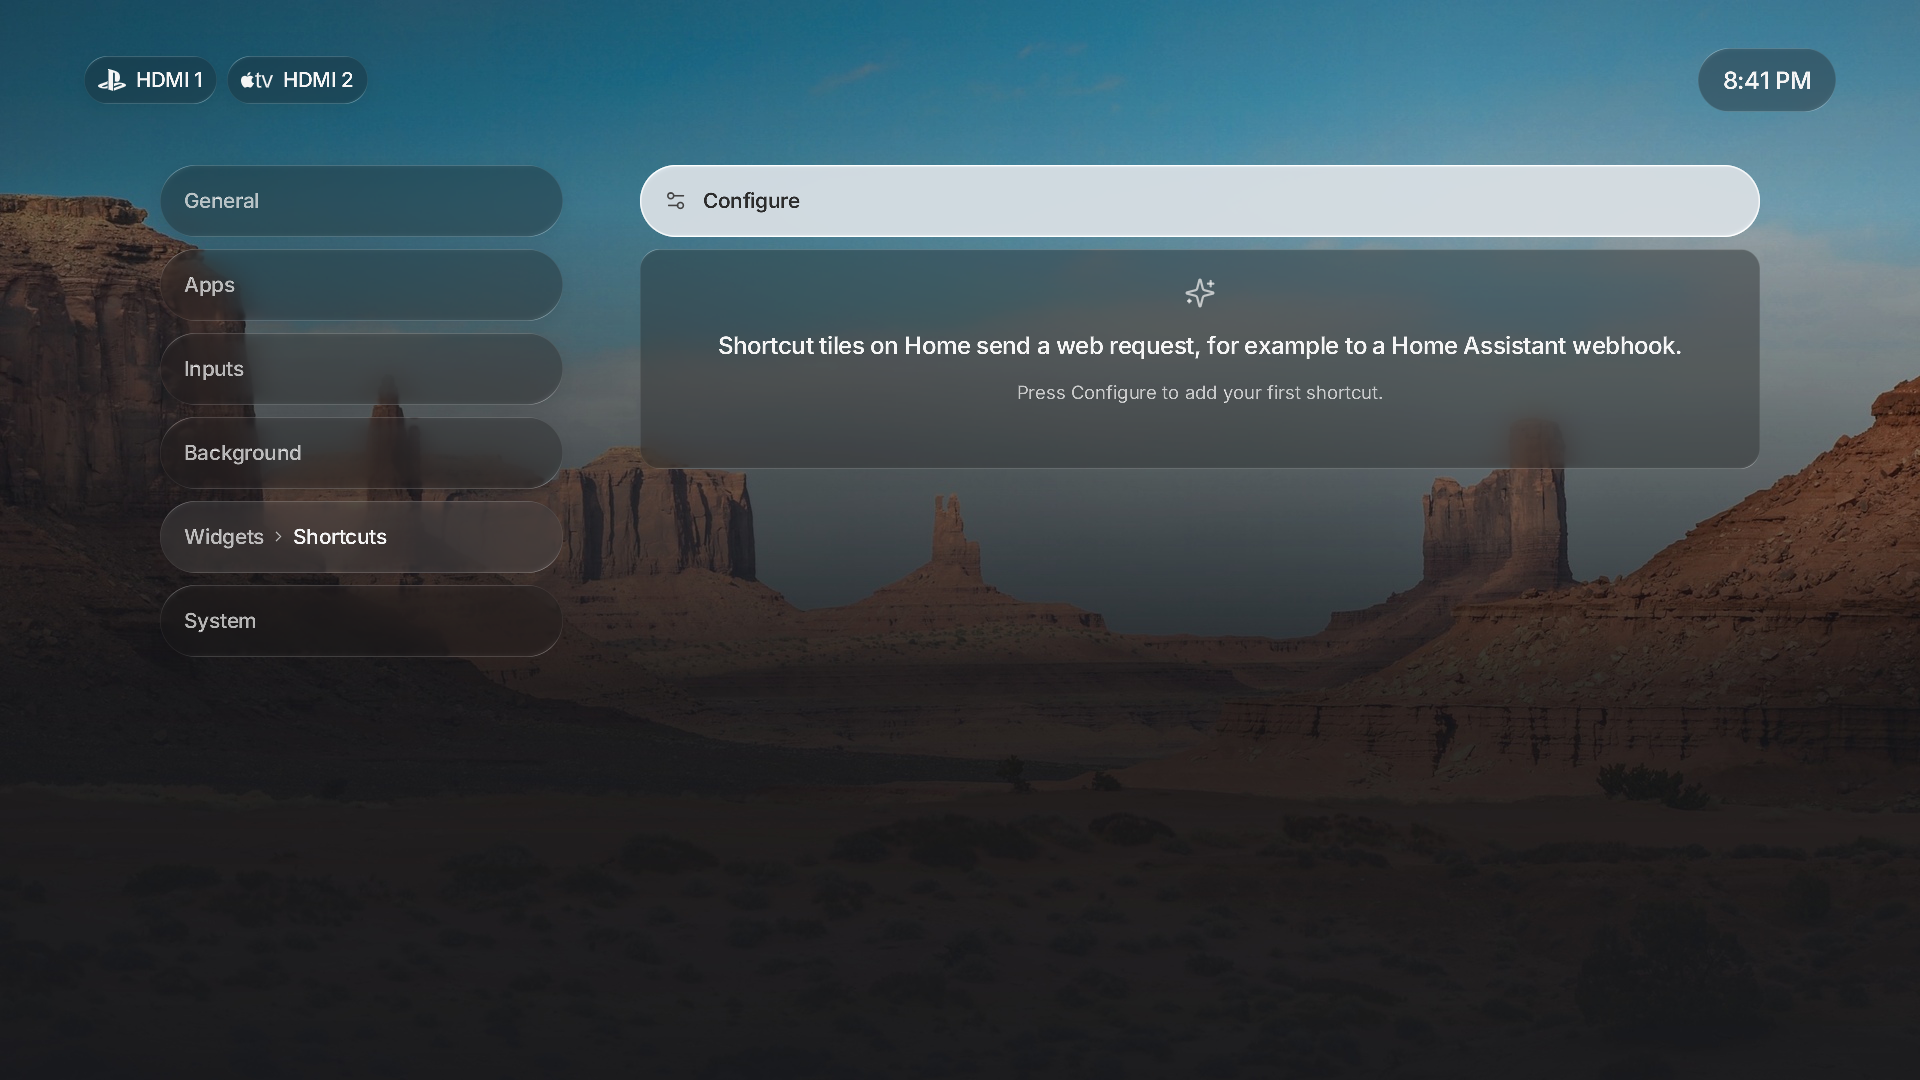 HDMI 1
tv HDMI 2
8:41 PM
General
Apps
Inputs
Background
Widgets > Shortcuts
System
Configure
Shortcut tiles on Home send a web request, for example to a Home Assistant webhook.
Press Configure to add your first shortcut.